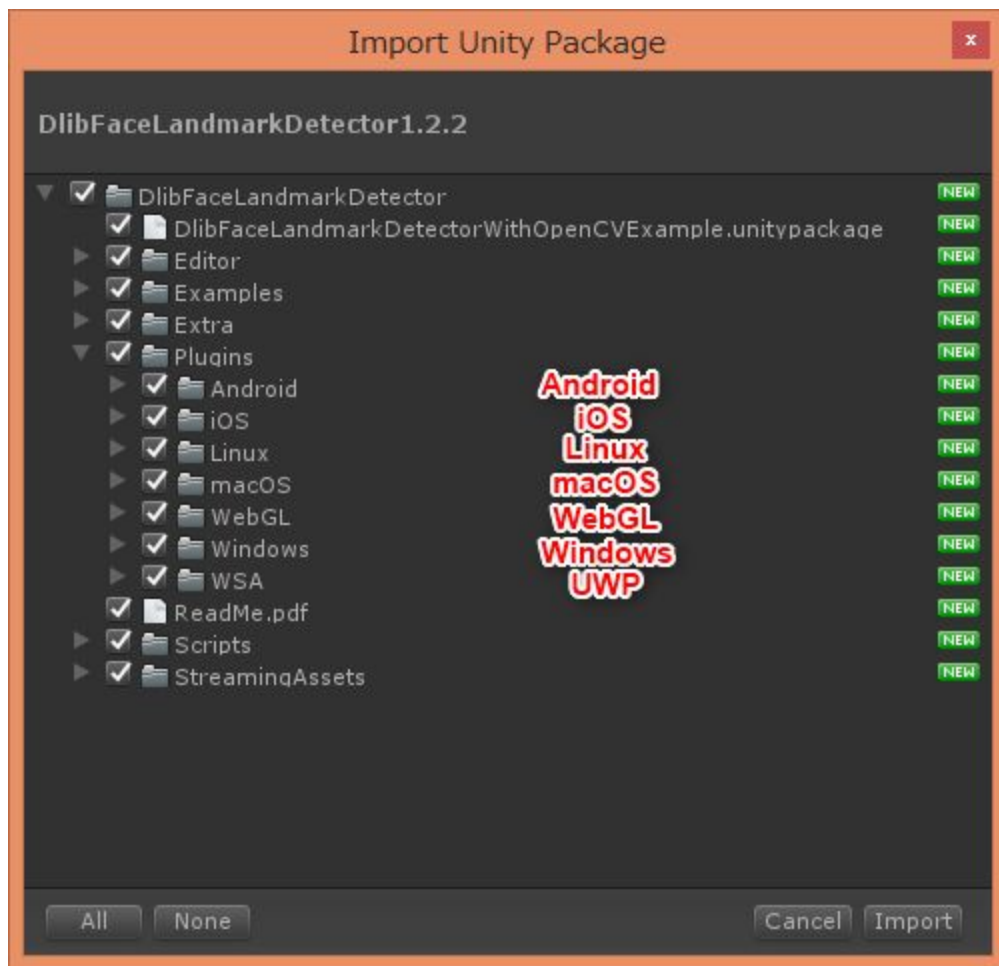 Import Unity Package
x
DlibFaceLandmarkDetector1.2.2
DlibFaceLandmarkDetector NEW
DlibFaceLandmarkDetectorWithOpenCVExample.unitypackage NEW
Editor NEW
Examples NEW
Extra NEW
Plugins NEW
Android Android NEW
iOS iOS NEW
Linux Linux NEW
macOS macOS NEW
WebGL WebGL NEW
Windows Windows NEW
WSA UWP NEW
ReadMe.pdf NEW
Scripts NEW
StreamingAssets NEW
All None Cancel Import